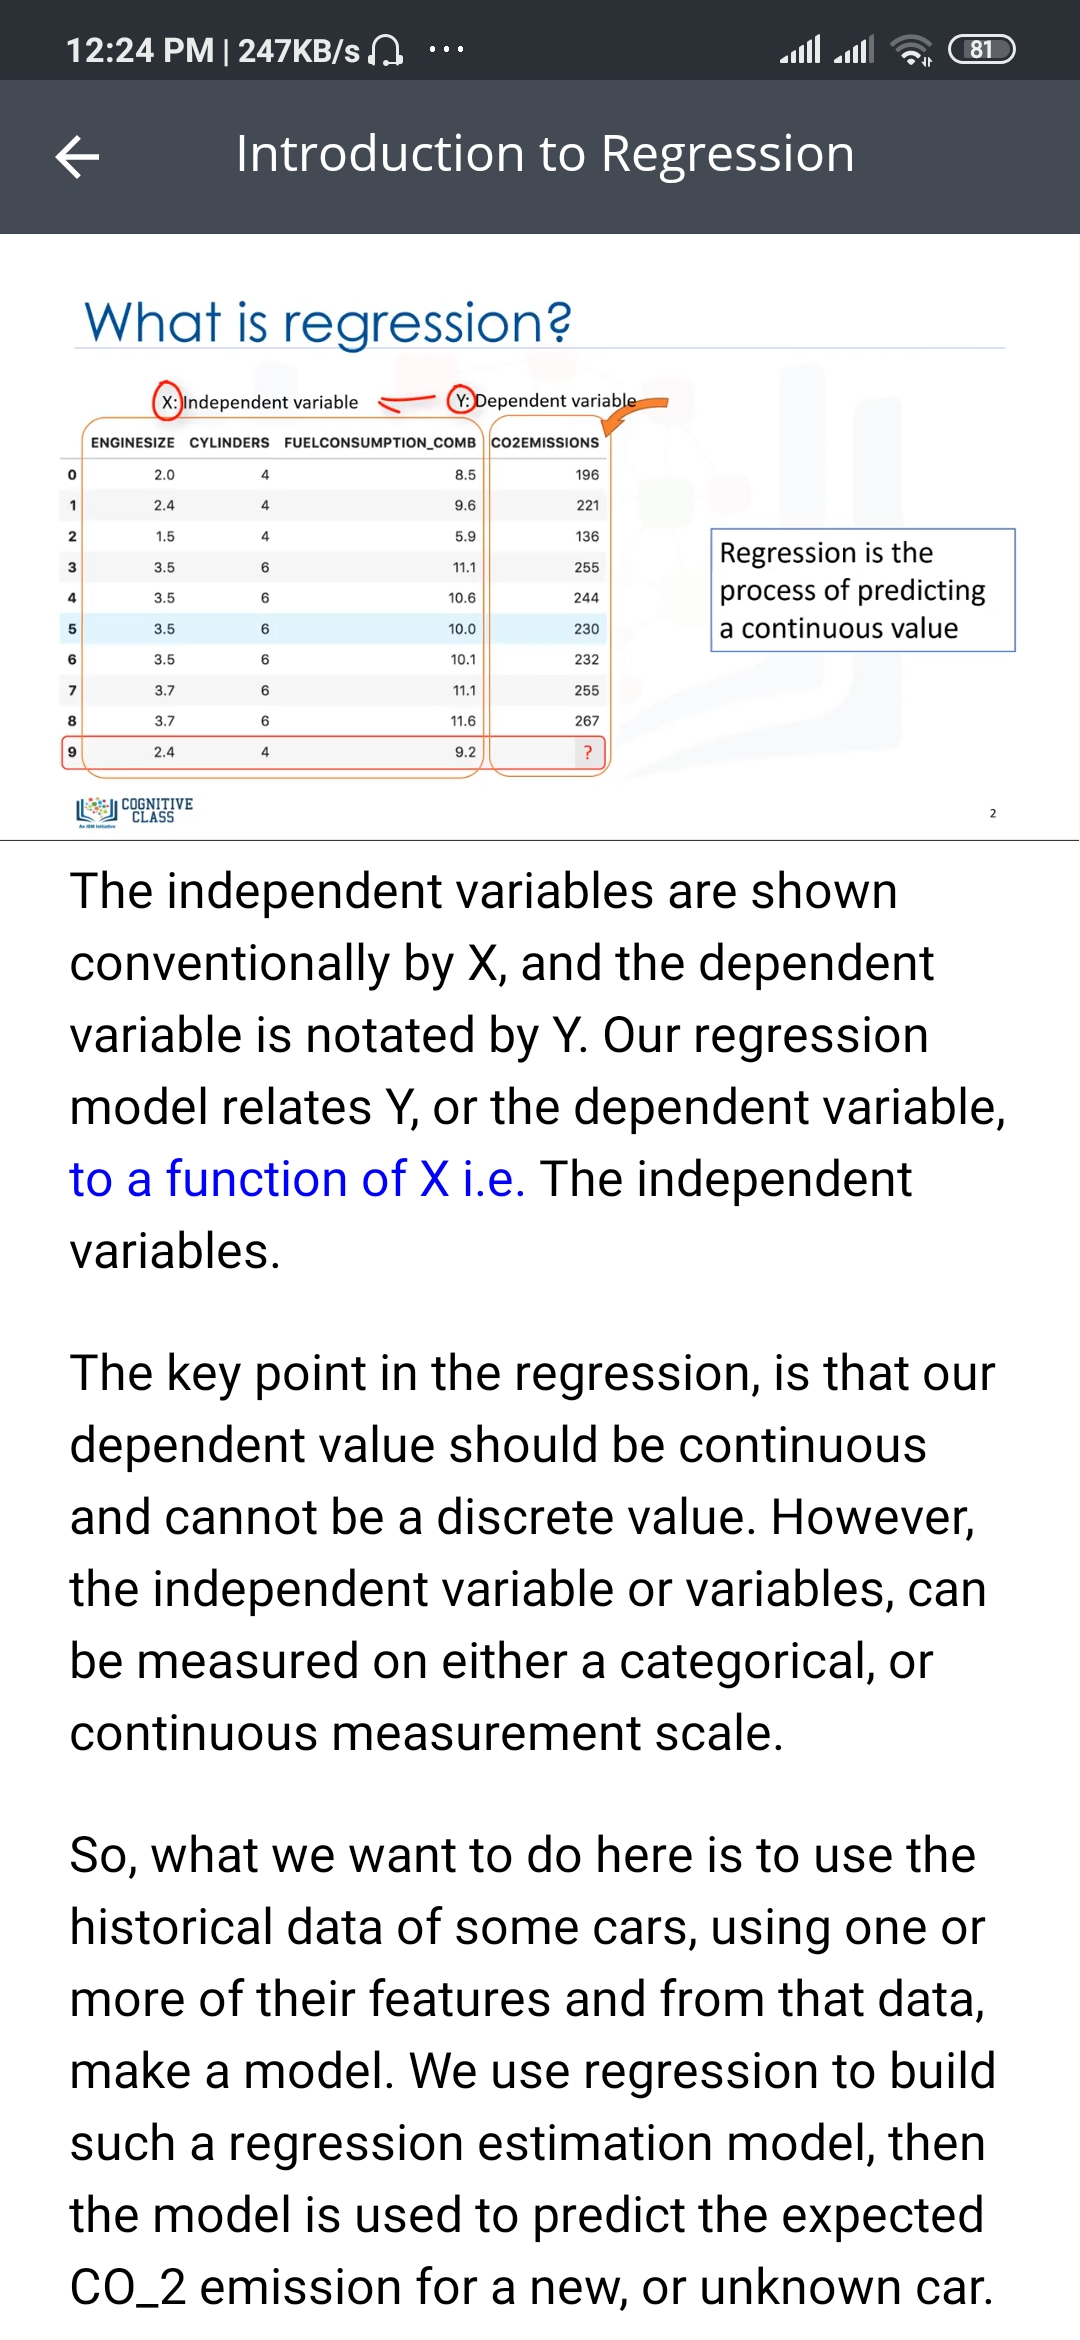 12:24 PM | 247KB/s ...
81
Introduction to Regression
What is regression?
X: Independent variable Y: Dependent variable
ENGINESIZE CYLINDERS FUELCONSUMPTION_COMB CO2EMISSIONS
0 2.0 4 8.5 196
1 2.4 4 9.6 221
2 1.5 4 5.9 136
3 3.5 6 11.1 255
4 3.5 6 10.6 244
5 3.5 6 10.0 230
6 3.5 6 10.1 232
7 3.7 6 11.1 255
8 3.7 6 11.6 267
9 2.4 4 9.2 ?
Regression is the
process of predicting
a continuous value
COGNITIVE
CLASS
An IBM Initiative
2
The independent variables are shown
conventionally by X, and the dependent
variable is notated by Y. Our regression
model relates Y, or the dependent variable,
to a function of X i.e. The independent
variables.
The key point in the regression, is that our
dependent value should be continuous
and cannot be a discrete value. However,
the independent variable or variables, can
be measured on either a categorical, or
continuous measurement scale.
So, what we want to do here is to use the
historical data of some cars, using one or
more of their features and from that data,
make a model. We use regression to build
such a regression estimation model, then
the model is used to predict the expected
CO_2 emission for a new, or unknown car.